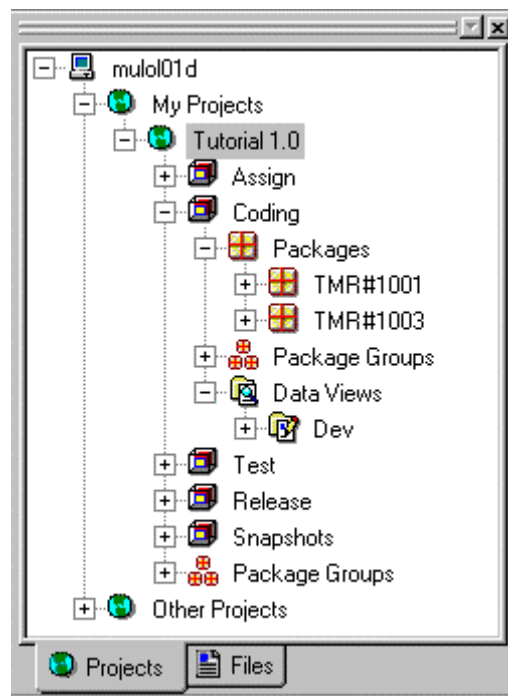 mulol01d
My Projects
Tutorial 1.0
Assign
Coding
Packages
TMR#1001
TMR#1003
Package Groups
Data Views
Dev
Test
Release
Snapshots
Package Groups
Other Projects
Projects Files